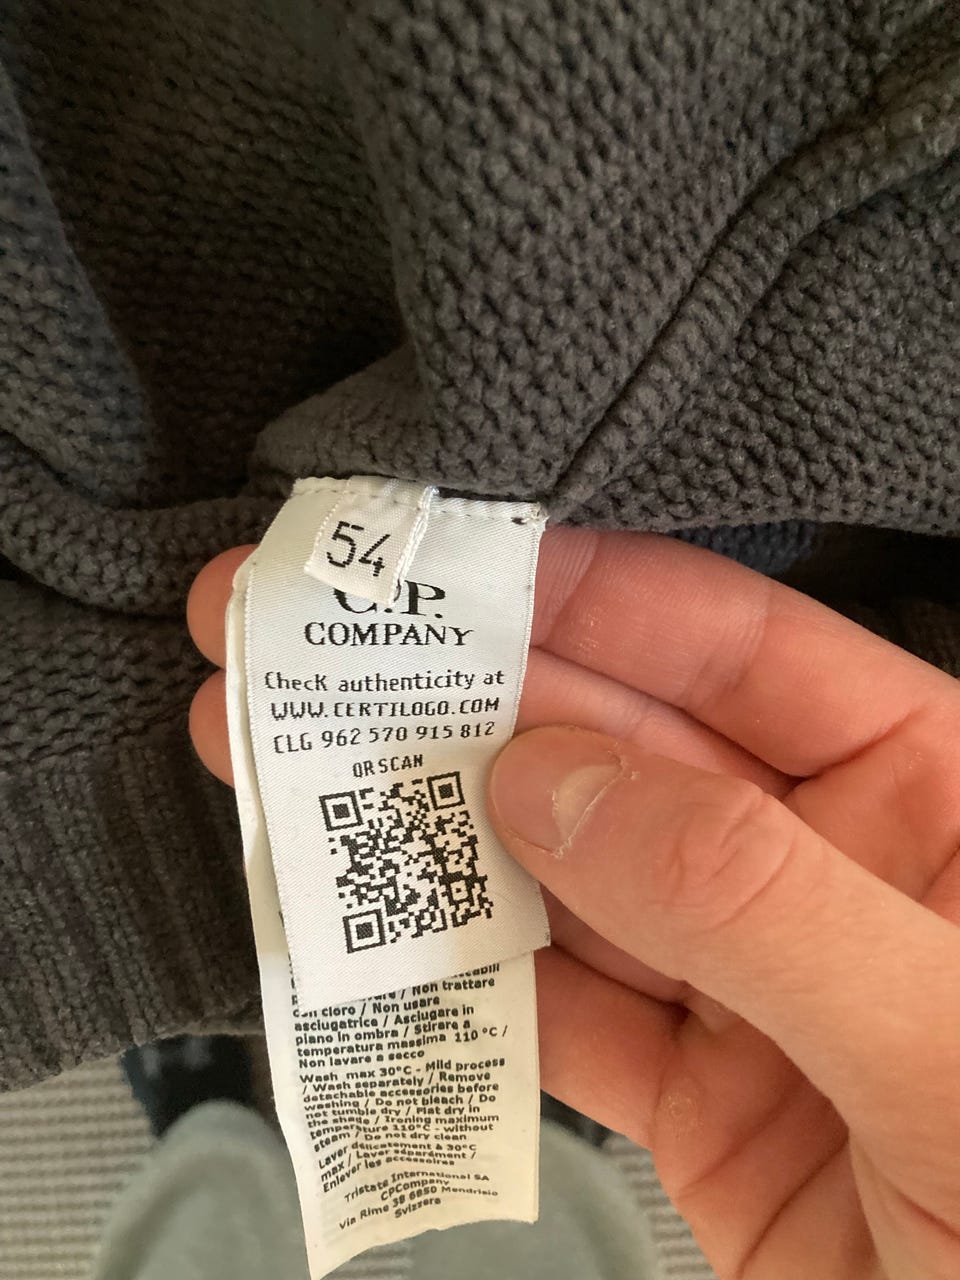 54
C.P.
COMPANY
Check authenticity at
WWW.CERTILOGO.COM
CLG 962 570 915 812
QR SCAN
/ Non trattare
con cloro / Non usare
asciugatrice / Asciugare in
piano in ombra / Stirare a
temperatura massima 110 °C /
Non lavare a secco
Wash max 30°C - Mild process
/ Wash separately / Remove
detachable accessories before
washing / Do not bleach / Do
not tumble dry / Flat dry in
the shade / Ironing maximum
temperature 110°C - without
steam / Do not dry clean
Laver délicatement à 30°C
max / Laver séparément /
Enlever les accessoires
Tristate International SA
CPCompany
Via Rime 38 6850 Mendrisio
Svizzera